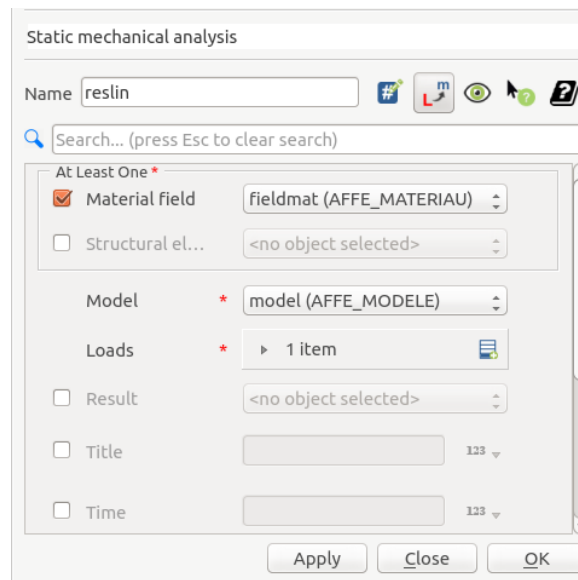 Static mechanical analysis
Name reslin
Search... (press Esc to clear search)
At Least One *
Material field fieldmat (AFFE_MATERIAU)
Structural el... <no object selected>
Model * model (AFFE_MODELE)
Loads * 1 item
Result <no object selected>
Title 123
Time 123
Apply Close OK